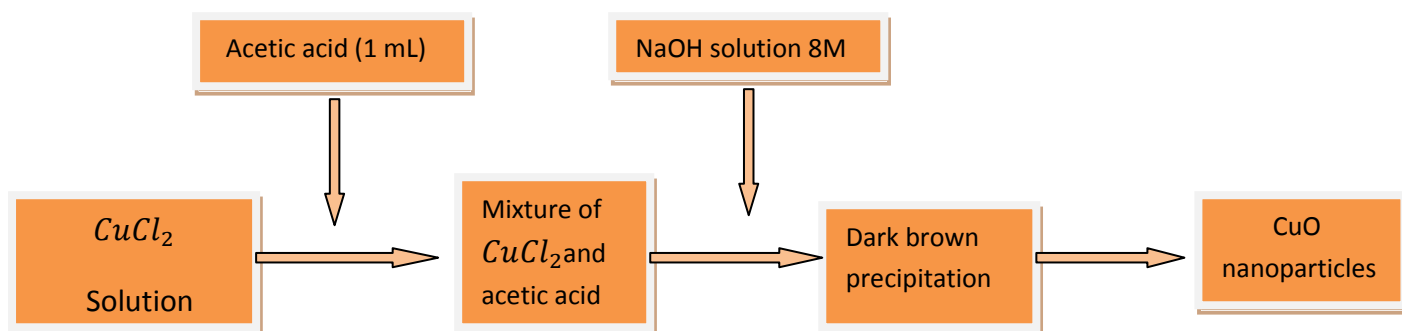 Acetic acid (1 mL)
NaOH solution 8M
CuCl₂
Solution
Mixture of
CuCl₂and
acetic acid
Dark brown
precipitation
CuO
nanoparticles